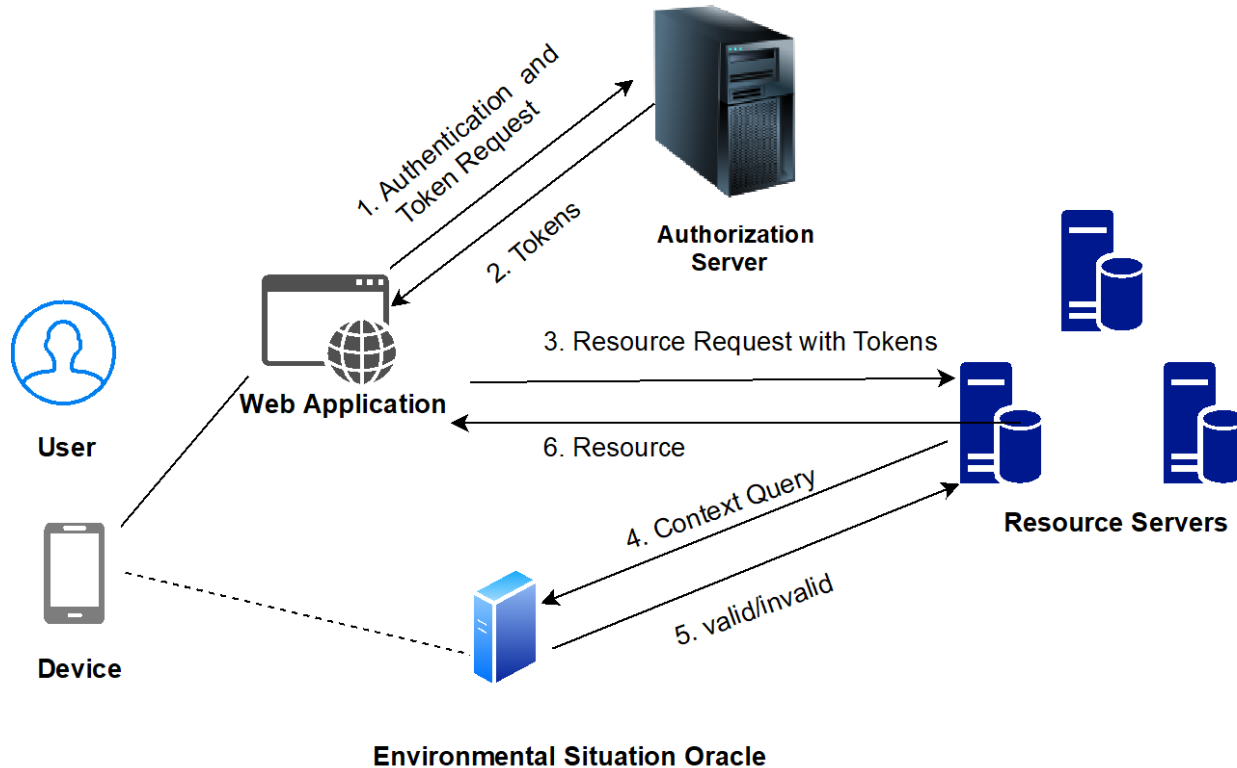 1. Authentication and
Token Request
2. Tokens
Authorization
Server
3. Resource Request with Tokens
Web Application
User
6. Resource
4. Context Query
Resource Servers
5. valid/invalid
Device
Environmental Situation Oracle